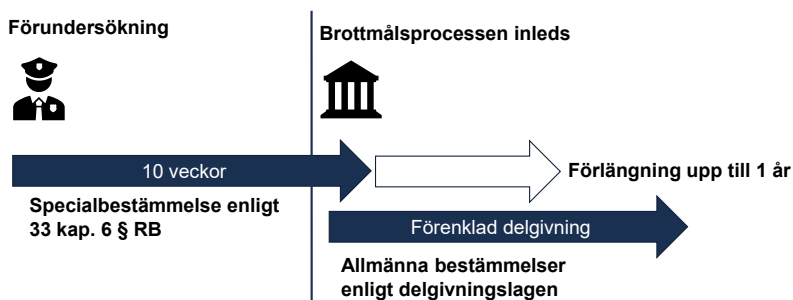 Förundersökning
Brottmålsprocessen inleds
10 veckor
Förlängning upp till 1 år
Specialbestämmelse enligt
33 kap. 6 § RB
Förenklad delgivning
Allmänna bestämmelser
enligt delgivningslagen